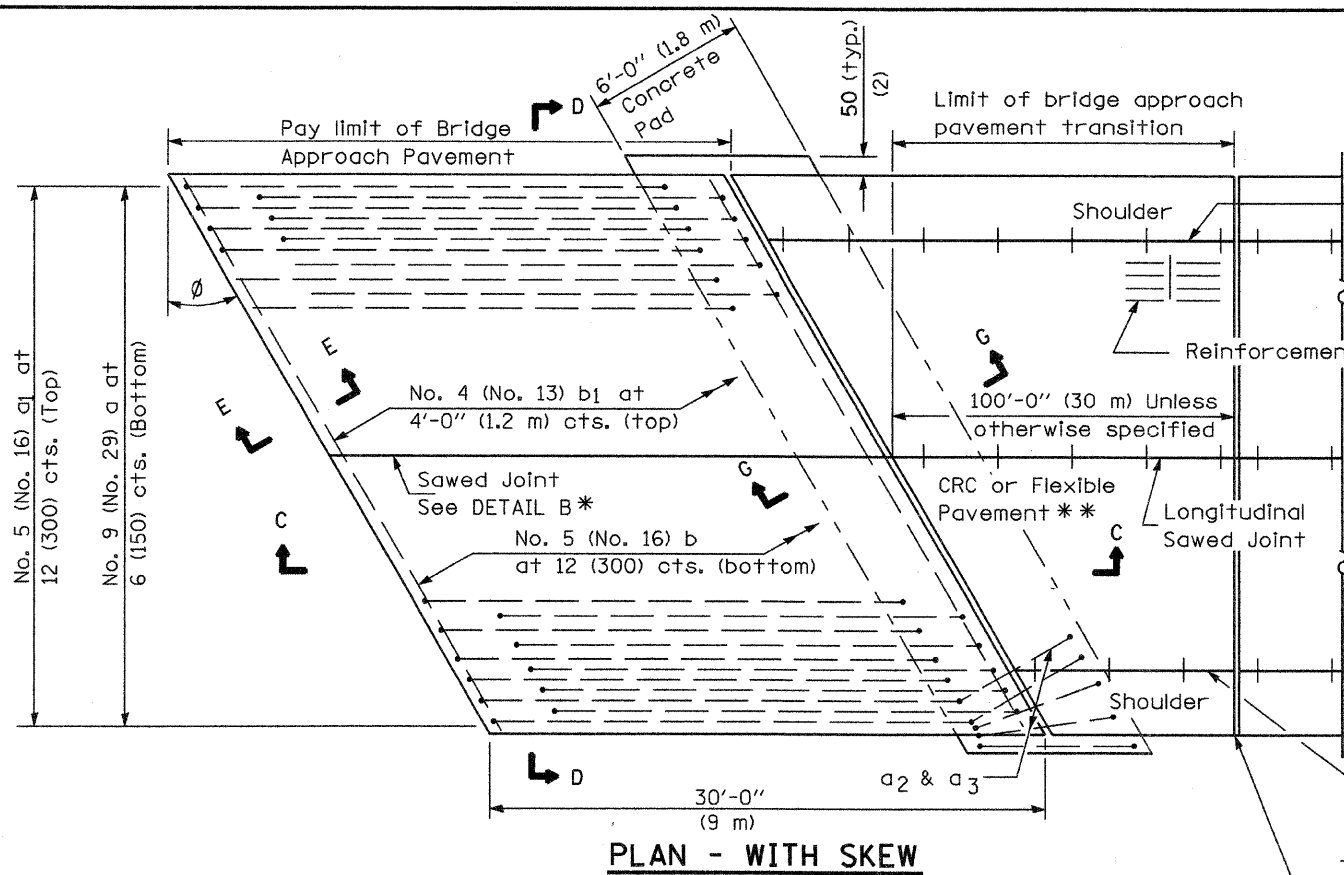 6'-0" (1.8 m)
Concrete
Pad
50 (typ.)
(2)
D
Pay limit of Bridge
Approach Pavement
Limit of bridge approach
pavement transition
Shoulder
Ø
No. 5 (No. 16) a1 at
12 (300) cts. (Top)
No. 9 (No. 29) a at
6 (150) cts. (Bottom)
E
E
G
Reinforcemen
No. 4 (No. 13) b1 at
4'-0" (1.2 m) cts. (top)
100'-0" (30 m) Unless
otherwise specified
Sawed Joint
See DETAIL B *
G
CRC or Flexible
Pavement * *
Longitudinal
Sawed Joint
C
C
No. 5 (No. 16) b
at 12 (300) cts. (bottom)
Shoulder
D
a2 & a3
30'-0"
(9 m)
PLAN - WITH SKEW